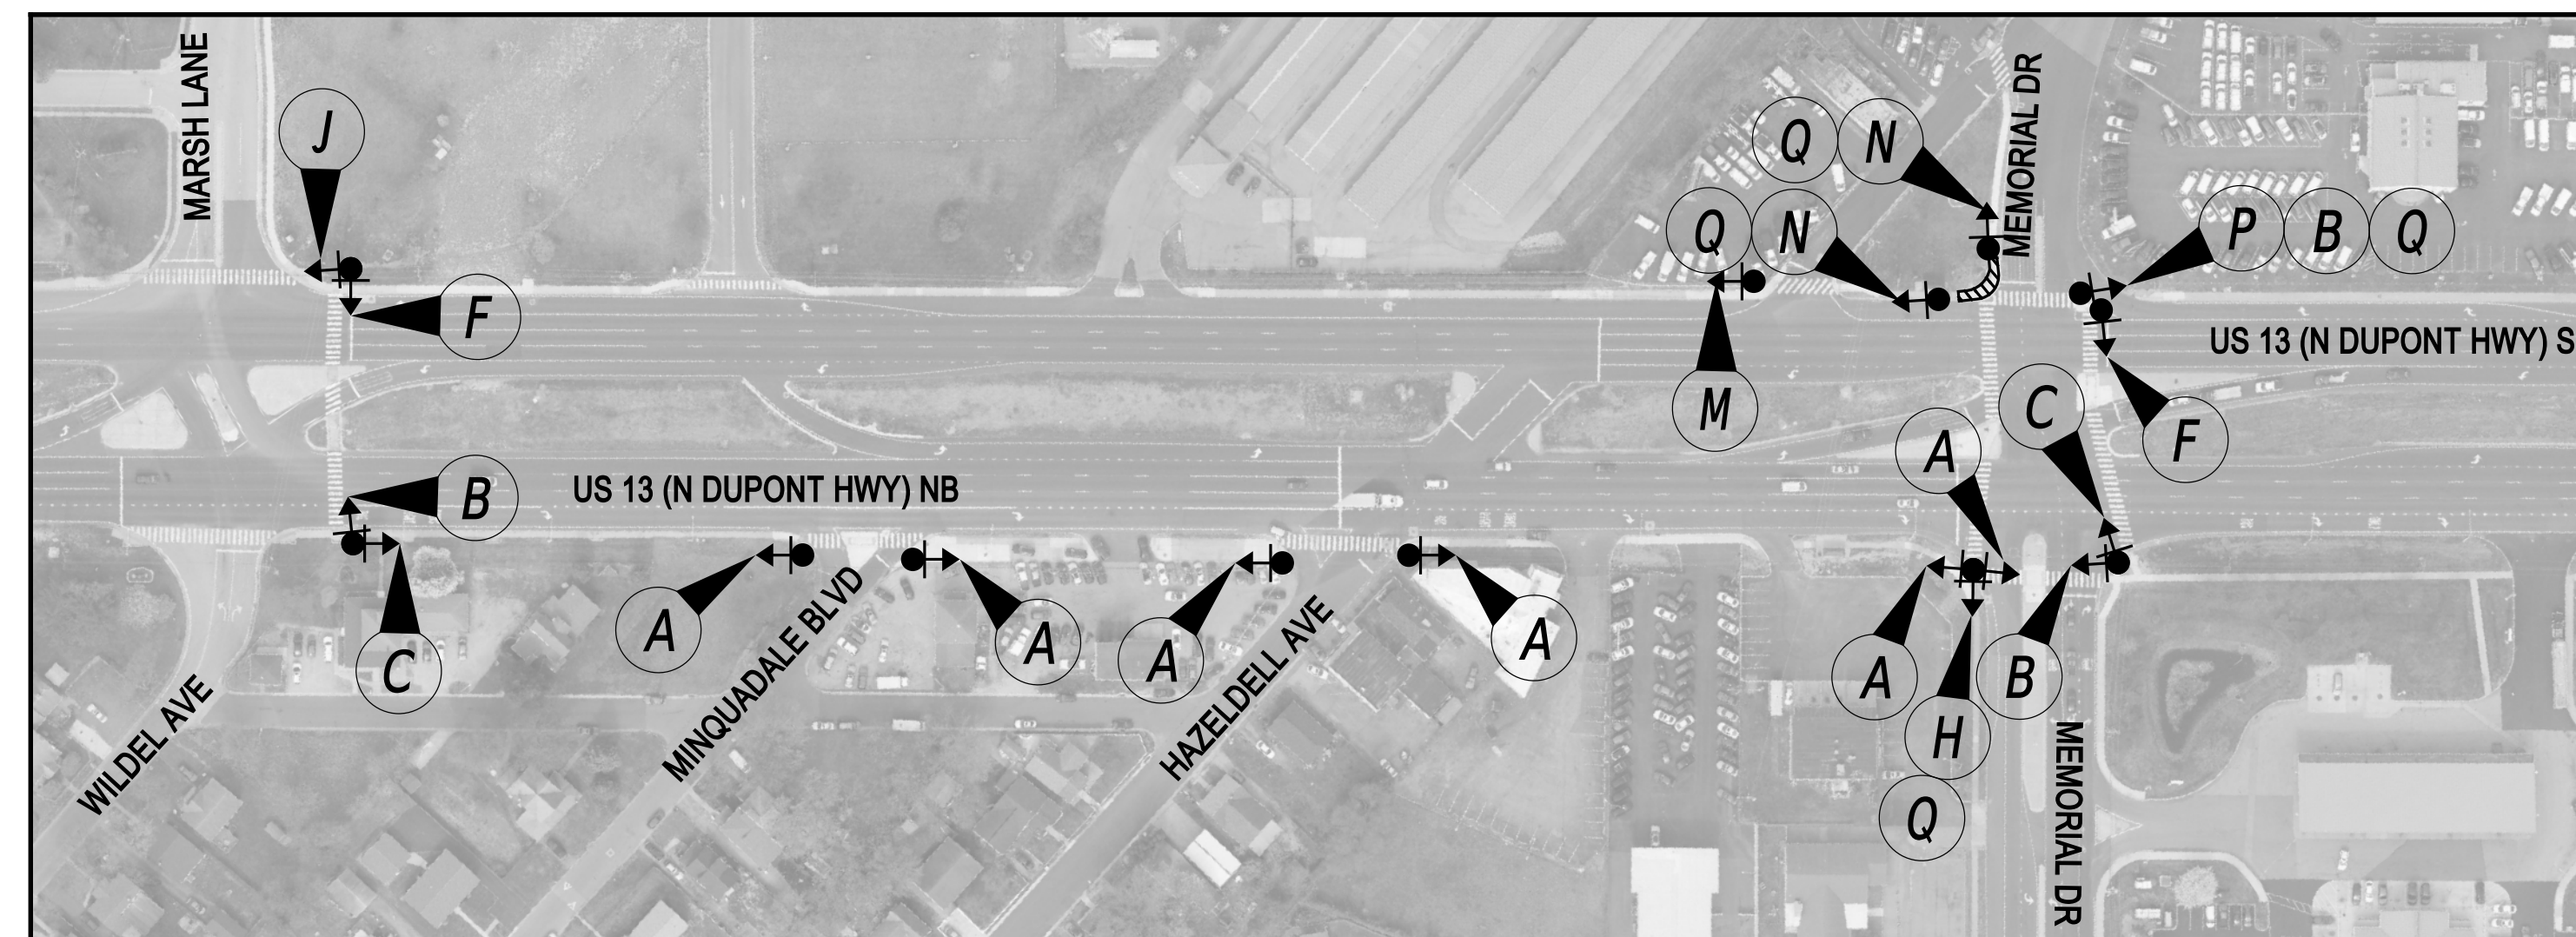 MARSH LANE
J
F
B
C
WILDEL AVE
US 13 (N DUPONT HWY) NB
A
MINQUADALE BLVD
A
A
HAZELDELL AVE
A
Q N
Q N
M
MEMORIAL DR
P B Q
US 13 (N DUPONT HWY) S
F
C
A
A
H
Q
B
MEMORIAL DR